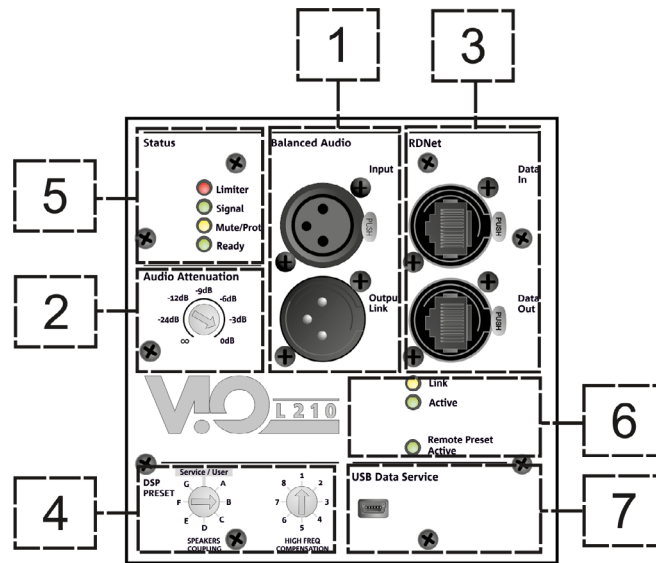 1
3
Status
Balanced Audio
RDNet
Input
Data
In
5
Limiter
Signal
Mute/Prot
Ready
PUSH
PUSH
2
Audio Attenuation
-9dB
-12dB
-6dB
-24dB
-3dB
∞
0dB
Output
Link
Data
Out
PUSH
VIO
L210
Link
Active
Remote Preset
Active
6
4
DSP
PRESET
Service / User
G
A
F
B
E
C
D
SPEAKERS
COUPLING
1
8
2
7
3
6
4
5
HIGH FREQ
COMPENSATION
USB Data Service
7